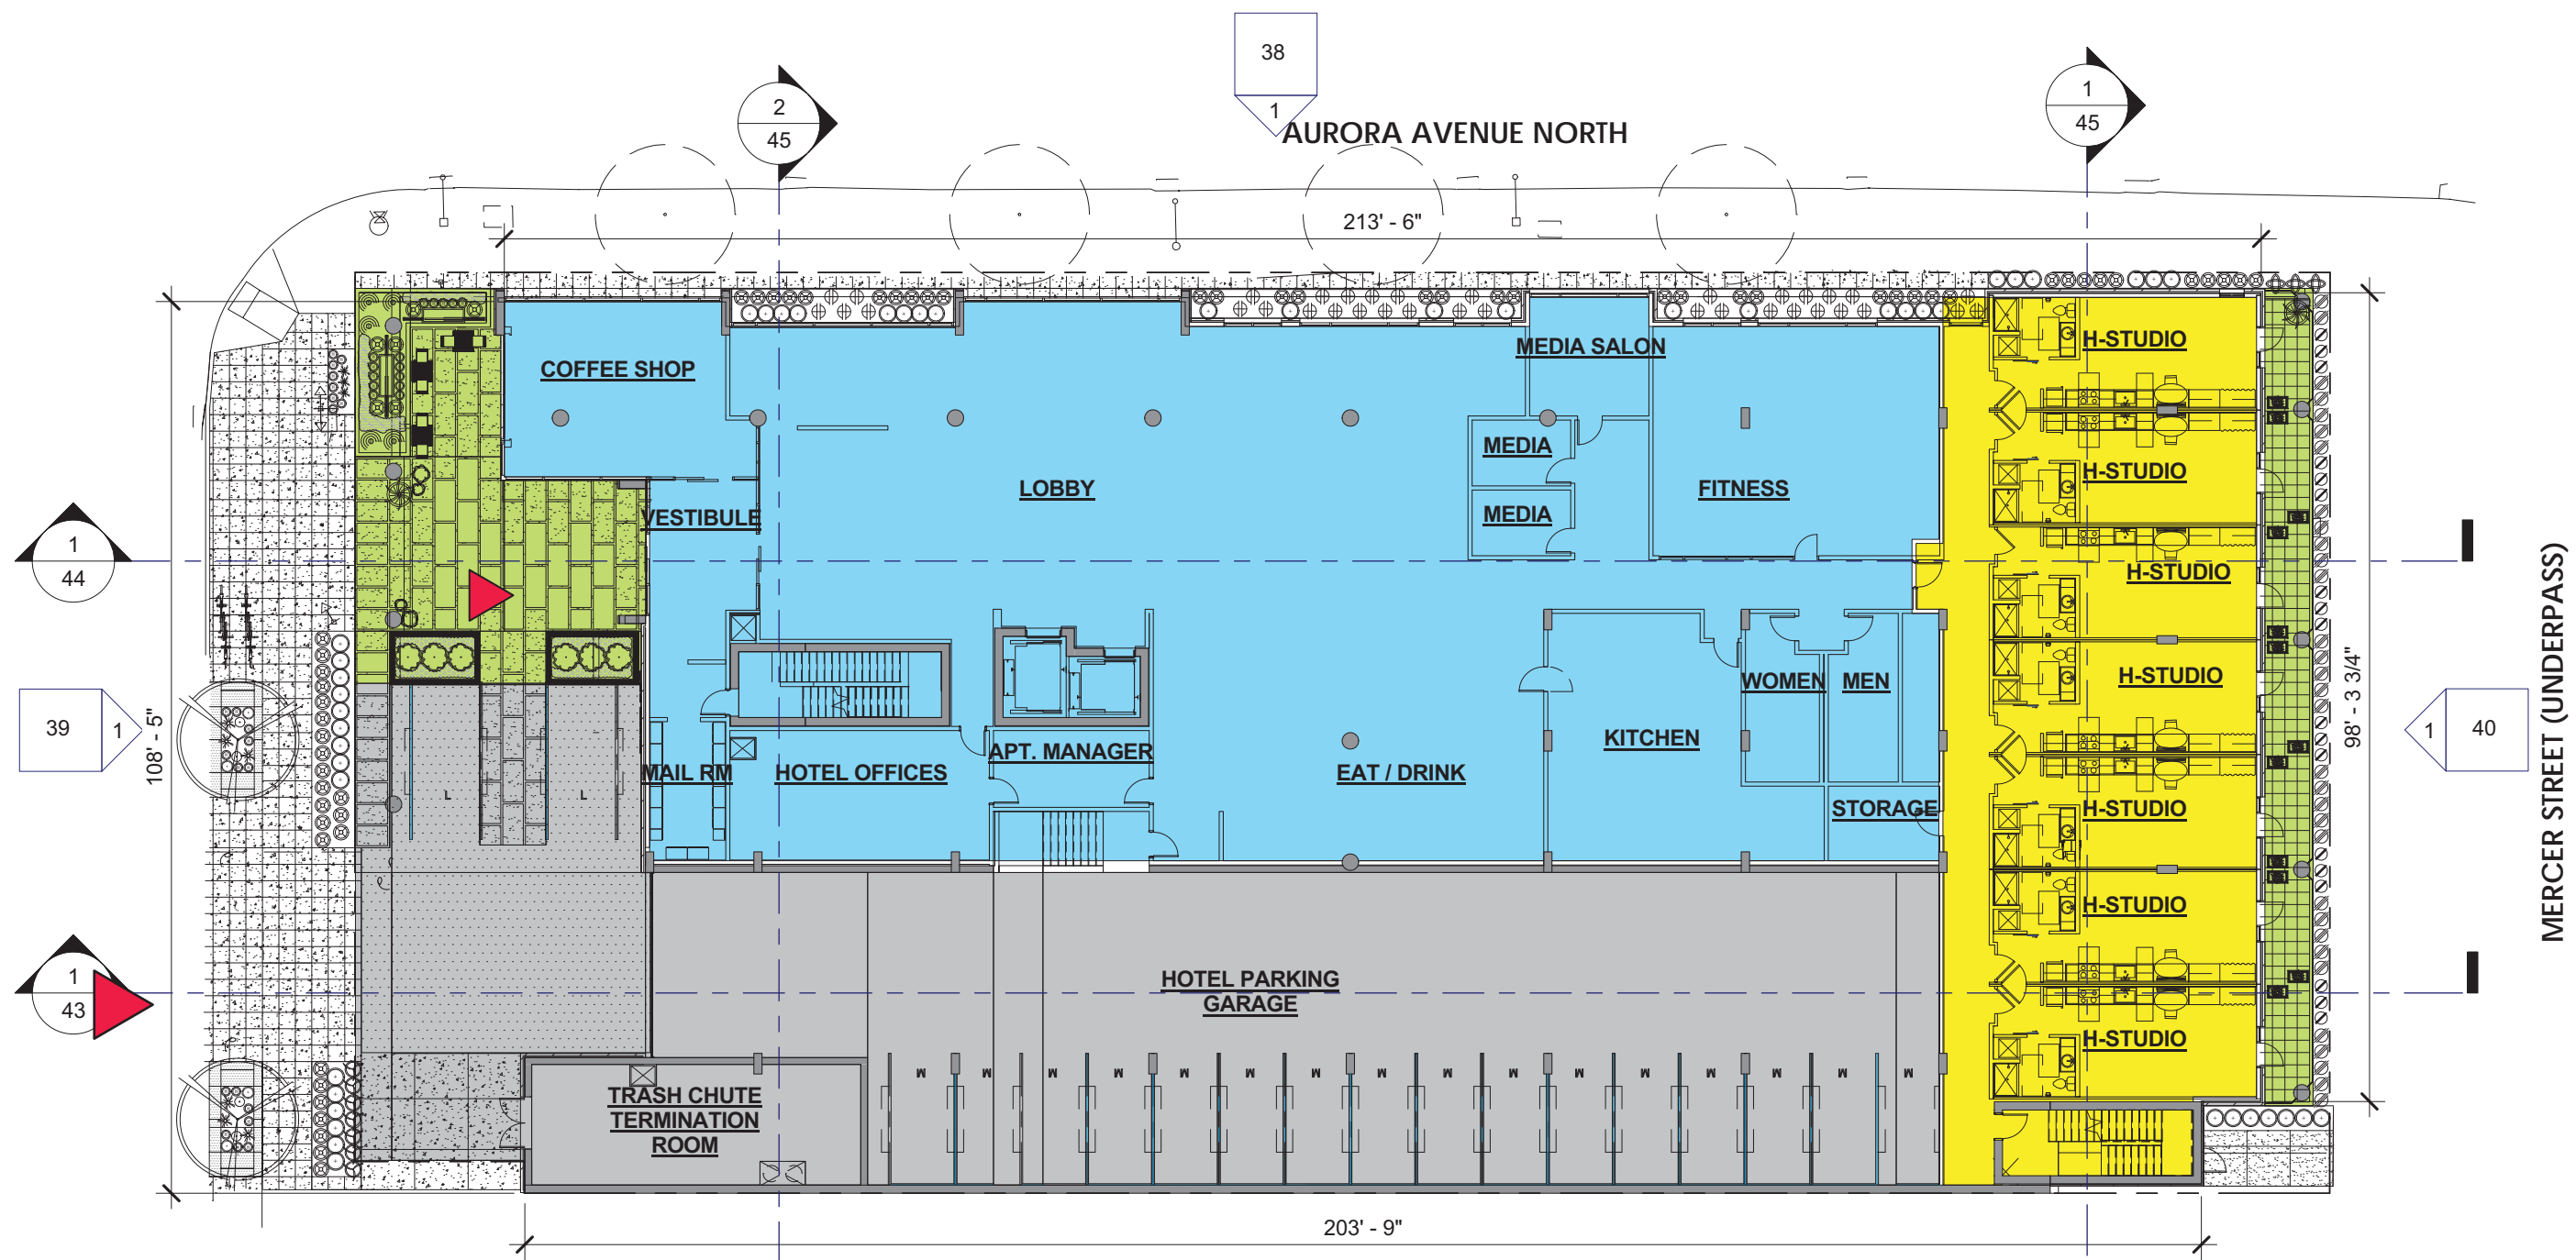 38
1
AURORA AVENUE NORTH
2
45
1
45
213' - 6"
COFFEE SHOP
MEDIA SALON
H-STUDIO
MEDIA
H-STUDIO
LOBBY
FITNESS
MEDIA
VESTIBULE
1
44
H-STUDIO
MERCER STREET (UNDERPASS)
98' - 3 3/4"
H-STUDIO
WOMEN
MEN
39
1
108' - 5"
1
40
KITCHEN
APT. MANAGER
MAIL RM
HOTEL OFFICES
EAT / DRINK
L
L
STORAGE
H-STUDIO
H-STUDIO
HOTEL PARKING
GARAGE
1
43
H-STUDIO
M M M M M M M M M M M M M M M M
TRASH CHUTE
TERMINATION
ROOM
203' - 9"